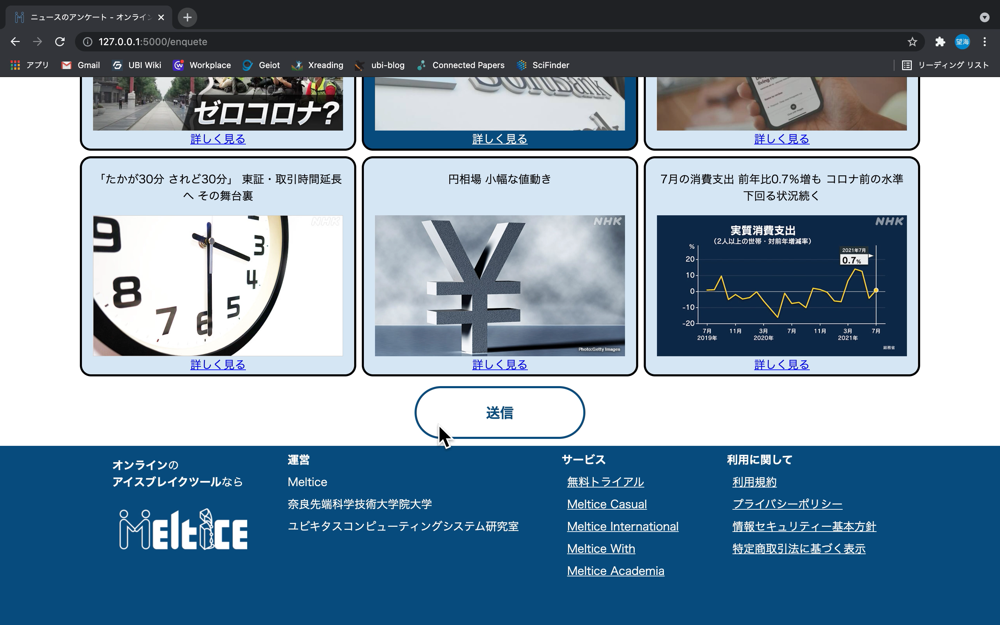 ニュースのアンケート - オンライン
127.0.0.1:5000/enquete
望海
アプリ
Gmail
UBI Wiki
Workplace
Geiot
Xreading
ubi-blog
Connected Papers
SciFinder
リーディング リスト
ゼロコロナ?
SoftBank
living ro
Items by review
詳しく見る
詳しく見る
詳しく見る
「たかが30分 されど30分」 東証・取引時間延長
へ その舞台裏
NHK
9
3
8
4
7
6
5
詳しく見る
円相場 小幅な値動き
NHK
¥
Photo:Getty Images
詳しく見る
7月の消費支出 前年比0.7%増も コロナ前の水準
下回る状況続く
NHK
実質消費支出
(2人以上の世帯・対前年増減率)
%
2021年7月
0.7%
20
10
0
-10
-20
7月 11月 3月 7月 11月 3月 7月
2019年 2020年 2021年
総務省
詳しく見る
送信
オンラインの
アイスブレイクツールなら
MEltiCE
運営
Meltice
奈良先端科学技術大学院大学
ユビキタスコンピューティングシステム研究室
サービス
無料トライアル
Meltice Casual
Meltice International
Meltice With
Meltice Academia
利用に関して
利用規約
プライバシーポリシー
情報セキュリティー基本方針
特定商取引法に基づく表示